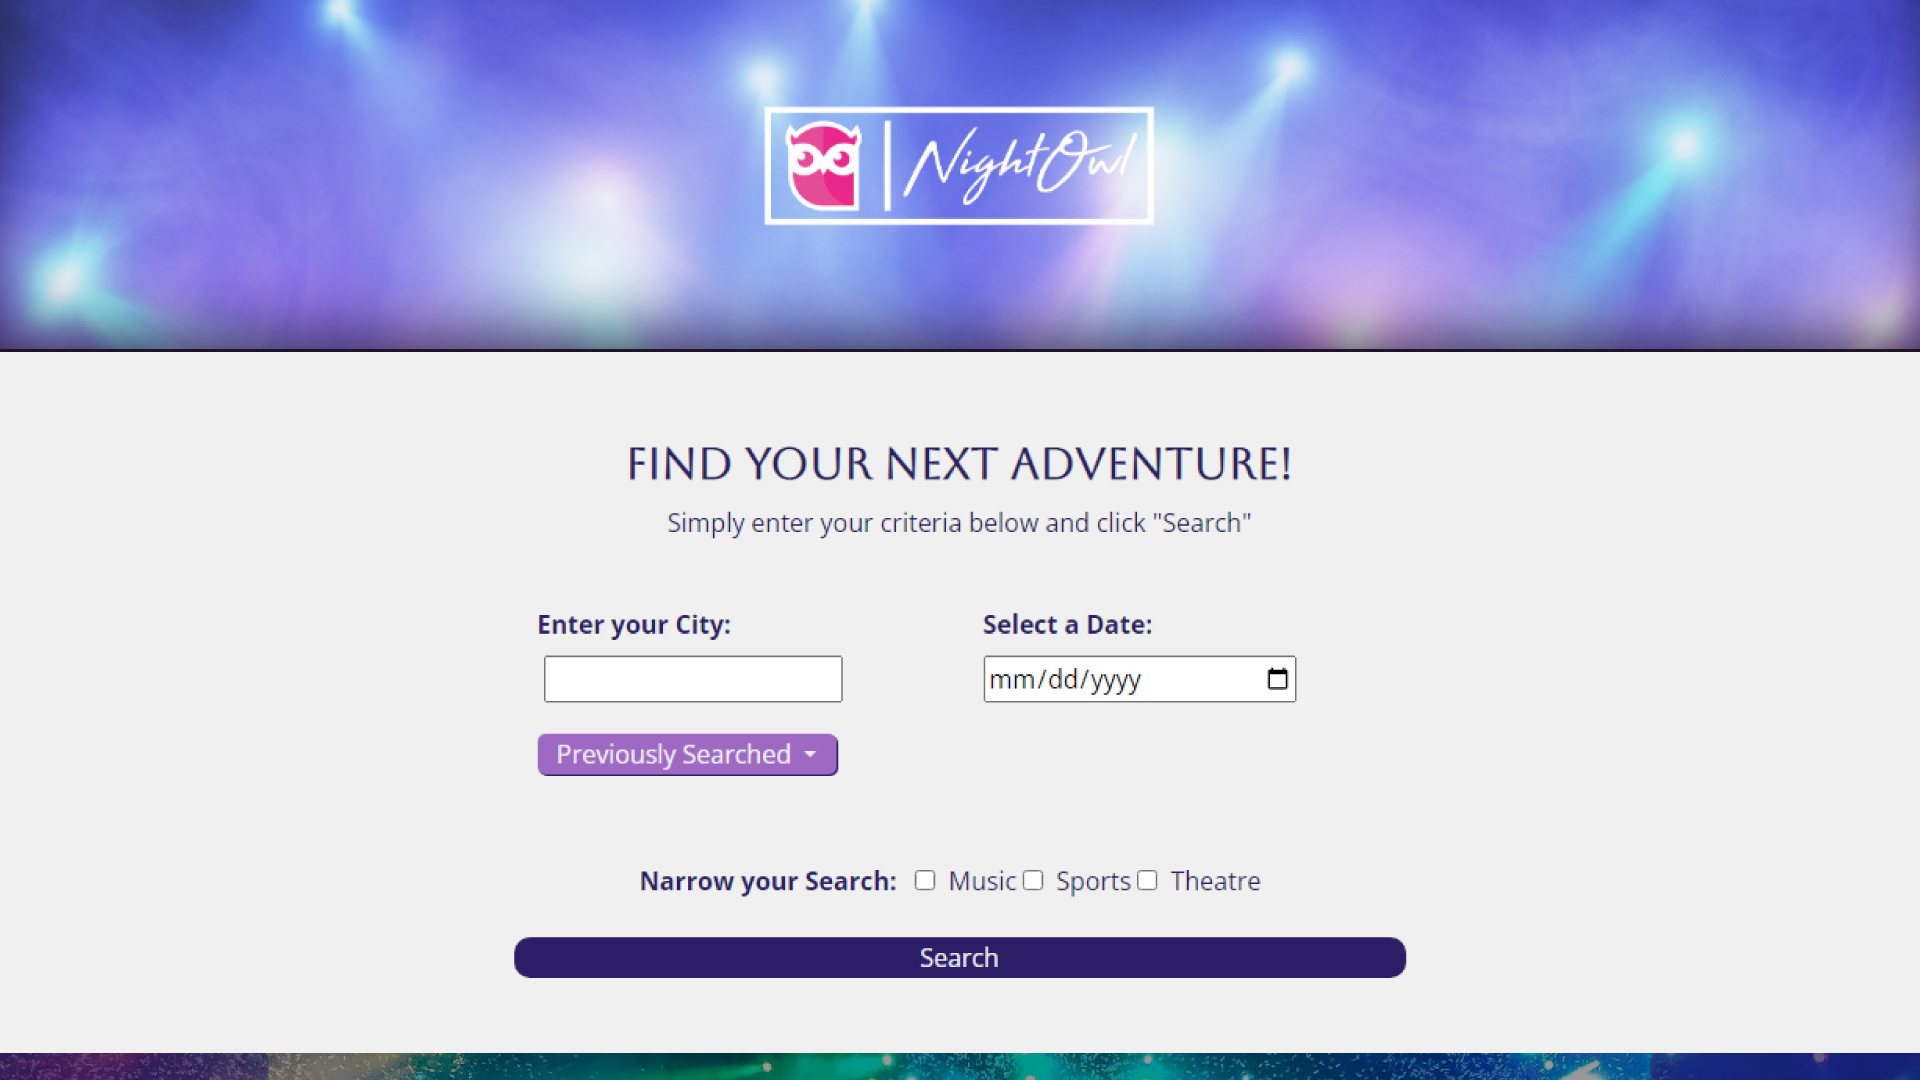 NightOwl
FIND YOUR NEXT ADVENTURE!
Simply enter your criteria below and click "Search"
Enter your City:
Select a Date:
mm/dd/yyyy
Previously Searched
Narrow your Search: Music Sports Theatre
Search